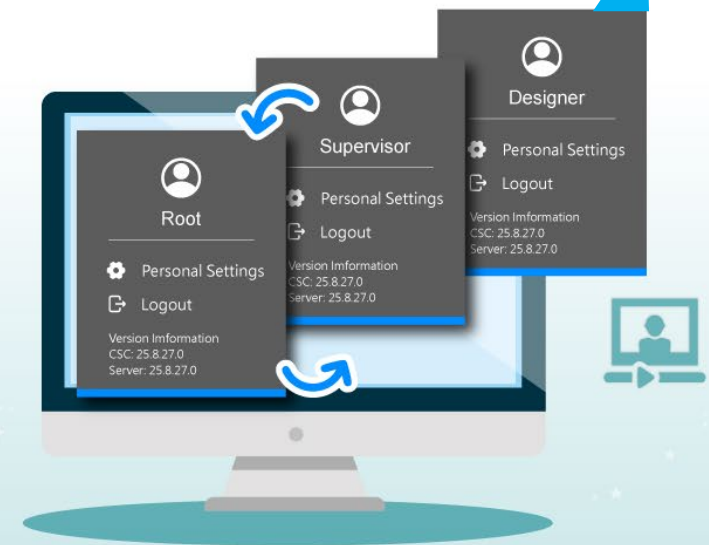 Designer
Personal Settings
Logout
Version Imformation
CSC: 25.8.27.0
Server: 25.8.27.0
Supervisor
Personal Settings
Logout
Version Imformation
CSC: 25.8.27.0
Server: 25.8.27.0
Root
Personal Settings
Logout
Version Imformation
CSC: 25.8.27.0
Server: 25.8.27.0